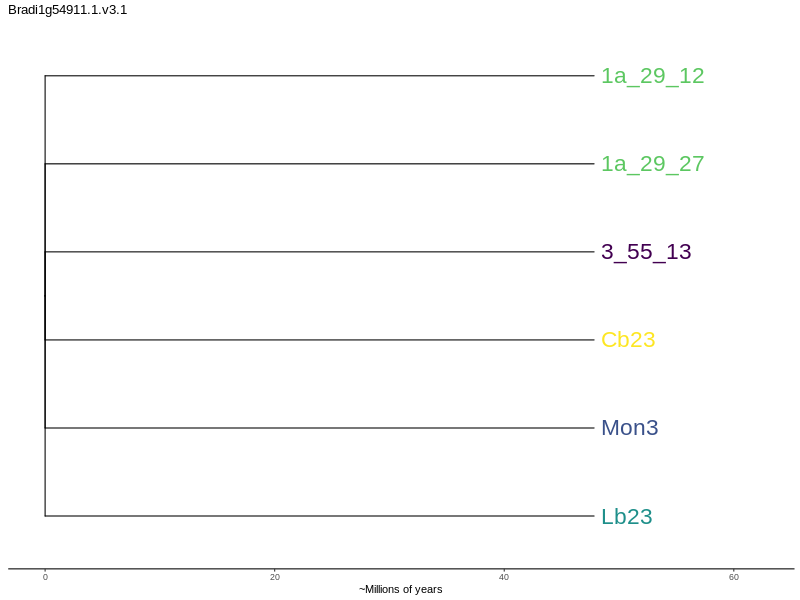 Bradi1g54911.1.v3.1
1a_29_12
1a_29_27
3_55_13
Cb23
Mon3
Lb23
0 20 40 60
~Millions of years